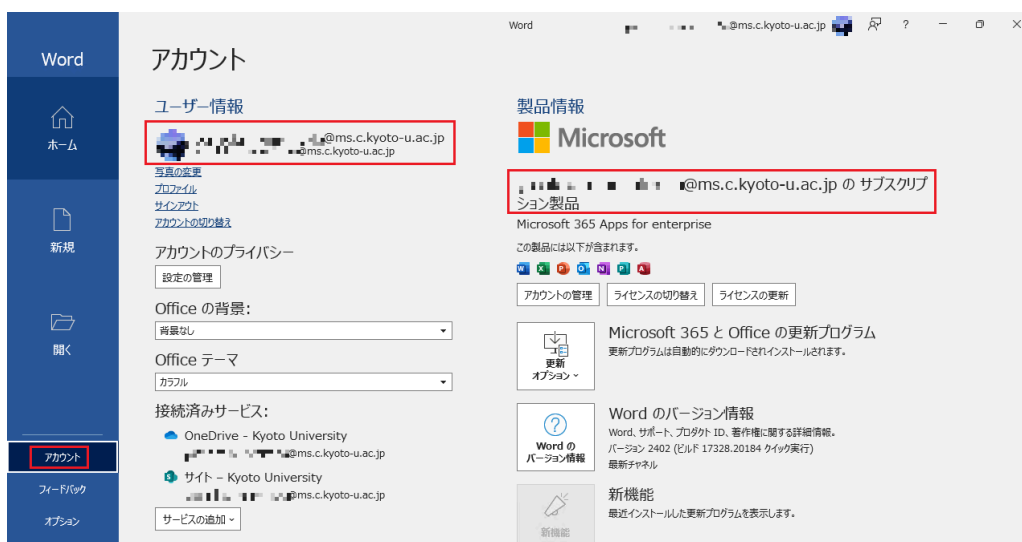 Word
@ms.c.kyoto-u.ac.jp
?
Word
アカウント
ホーム
新規
開く
アカウント
フィードバック
オプション
ユーザー情報
@ms.c.kyoto-u.ac.jp
@ms.c.kyoto-u.ac.jp
写真の変更
プロファイル
サインアウト
アカウントの切り替え
アカウントのプライバシー
設定の管理
Office の背景:
背景なし
Office テーマ
カラフル
接続済みサービス:
OneDrive - Kyoto University
@ms.c.kyoto-u.ac.jp
サイト – Kyoto University
@ms.c.kyoto-u.ac.jp
サービスの追加
製品情報
Microsoft
@ms.c.kyoto-u.ac.jp の サブスクリプ
ション製品
Microsoft 365 Apps for enterprise
この製品には以下が含まれます。
アカウントの管理 ライセンスの切り替え ライセンスの更新
更新
オプション
Microsoft 365 と Office の更新プログラム
更新プログラムは自動的にダウンロードされインストールされます。
?
Word の
バージョン情報
Word のバージョン情報
Word、サポート、プロダクト ID、著作権に関する詳細情報。
バージョン 2402 (ビルド 17328.20184 クイック実行)
最新チャネル
新機能
新機能
最近インストールした更新プログラムを表示します。